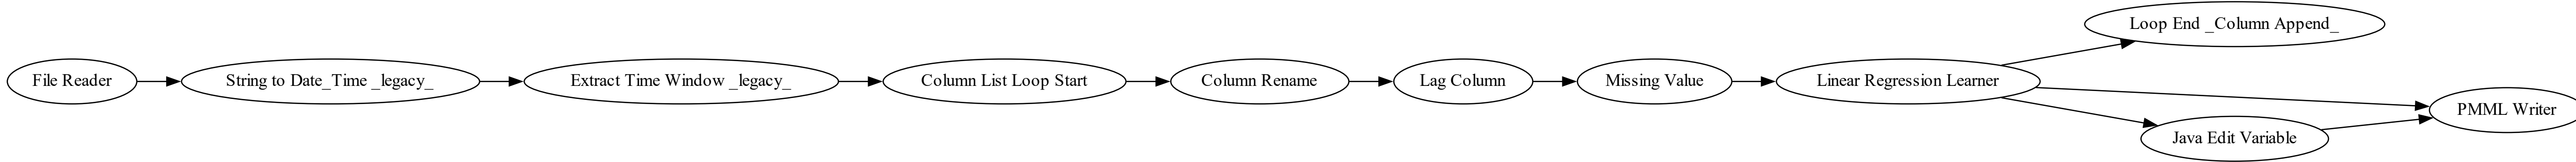 File Reader
String to Date_Time _legacy_
Extract Time Window _legacy_
Column List Loop Start
Column Rename
Lag Column
Missing Value
Linear Regression Learner
Loop End _Column Append_
Java Edit Variable
PMML Writer